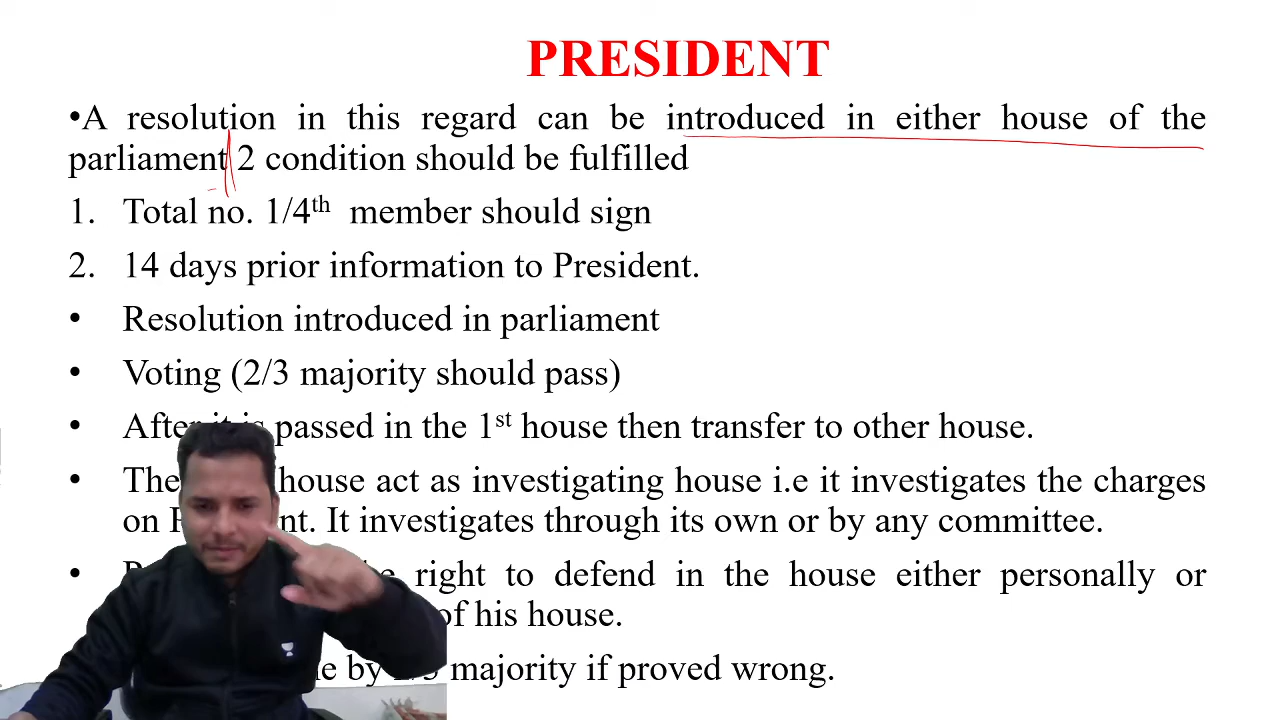 PRESIDENT
•A resolution in this regard can be introduced in either house of the
parliament 2 condition should be fulfilled
1. Total no. 1/4th member should sign
2. 14 days prior information to President.
• Resolution introduced in parliament
• Voting (2/3 majority should pass)
• After it is passed in the 1st house then transfer to other house.
• The house act as investigating house i.e it investigates the charges
on It investigates through its own or by any committee.
• right to defend in the house either personally or
of his house.
by majority if proved wrong.